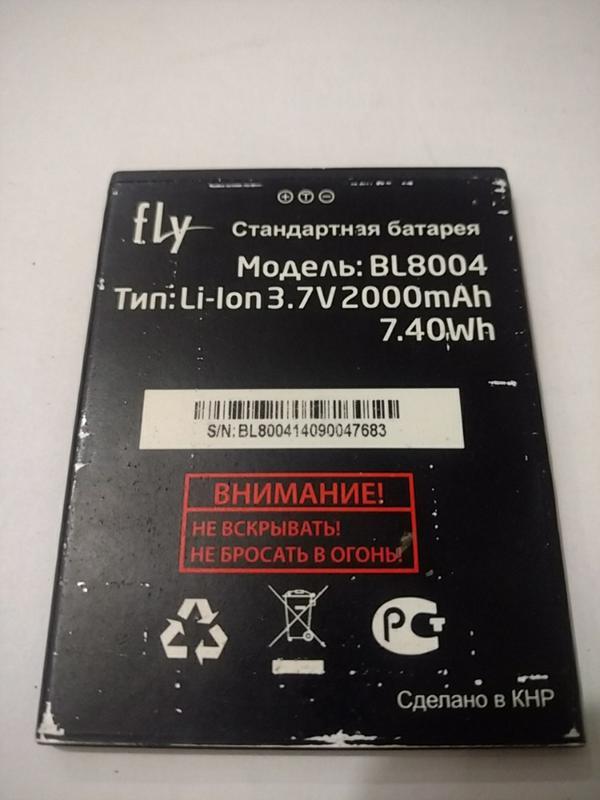 + T −
fly Стандартная батарея
Модель: BL8004
Тип: Li-Ion 3.7V 2000mAh
7.40Wh
S/N: BL800414090047683
ВНИМАНИЕ!
НЕ ВСКРЫВАТЬ!
НЕ БРОСАТЬ В ОГОНЬ!
РСТ
Сделано в КНР